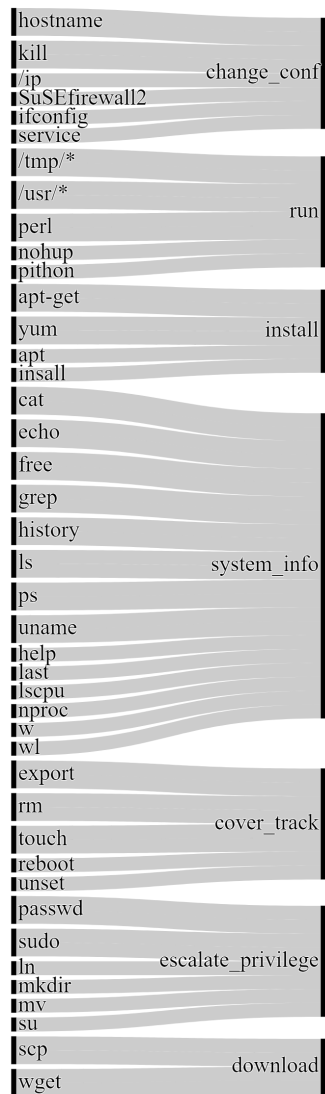 hostname
kill
/ip
SuSEfirewall2
ifconfig
service
change_conf
/tmp/*
/usr/*
perl
nohup
pithon
run
apt-get
yum
apt
insall
install
cat
echo
free
grep
history
ls
ps
uname
help
last
lscpu
nproc
w
wl
system_info
export
rm
touch
reboot
unset
cover_track
passwd
sudo
ln
mkdir
mv
su
escalate_privilege
scp
wget
download